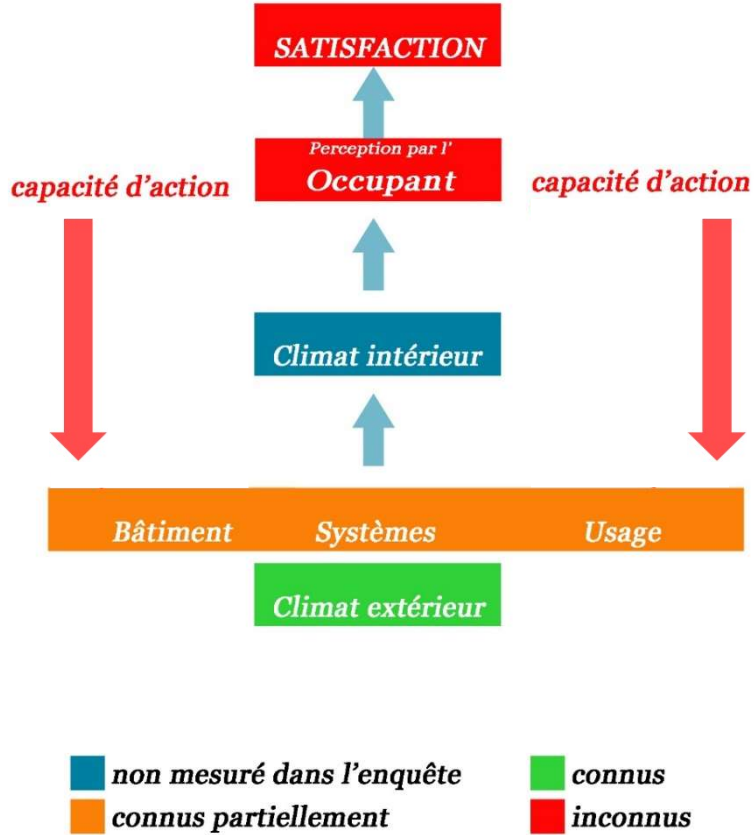 SATISFACTION
Perception par l'
Occupant
capacité d'action
capacité d'action
Climat intérieur
Bâtiment Systèmes Usage
Climat extérieur
non mesuré dans l'enquête
connus
connus partiellement
inconnus